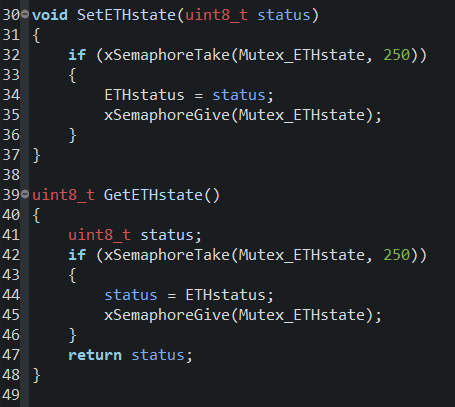 30 void SetETHstate(uint8_t status)
31 {
32     if (xSemaphoreTake(Mutex_ETHstate, 250))
33     {
34         ETHstatus = status;
35         xSemaphoreGive(Mutex_ETHstate);
36     }
37 }
38
39 uint8_t GetETHstate()
40 {
41     uint8_t status;
42     if (xSemaphoreTake(Mutex_ETHstate, 250))
43     {
44         status = ETHstatus;
45         xSemaphoreGive(Mutex_ETHstate);
46     }
47     return status;
48 }
49